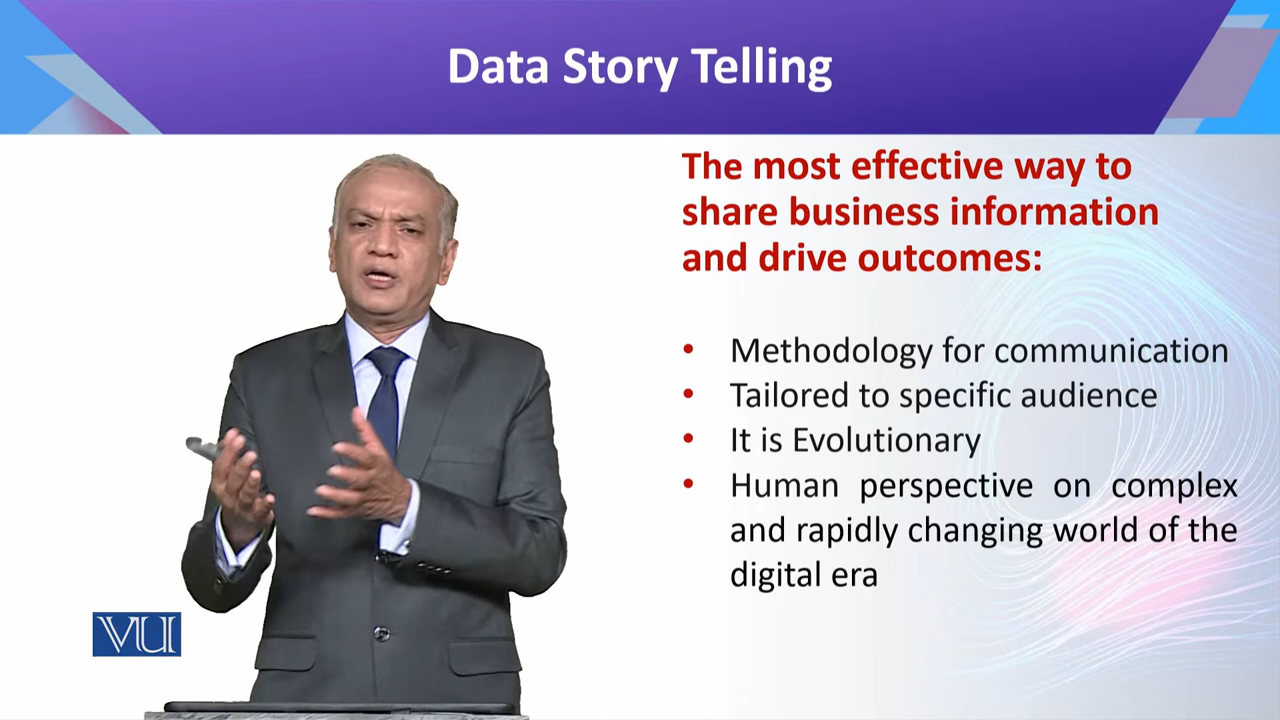 Data Story Telling
The most effective way to
share business information
and drive outcomes:
• Methodology for communication
• Tailored to specific audience
• It is Evolutionary
• Human perspective on complex
and rapidly changing world of the
digital era
VU